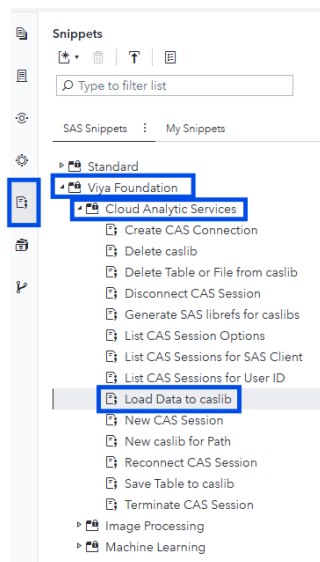 Snippets
Type to filter list
SAS Snippets
My Snippets
Standard
Viya Foundation
Cloud Analytic Services
Create CAS Connection
Delete caslib
Delete Table or File from caslib
Disconnect CAS Session
Generate SAS librefs for caslibs
List CAS Session Options
List CAS Sessions for SAS Client
List CAS Sessions for User ID
Load Data to caslib
New CAS Session
New caslib for Path
Reconnect CAS Session
Save Table to caslib
Terminate CAS Session
Image Processing
Machine Learning